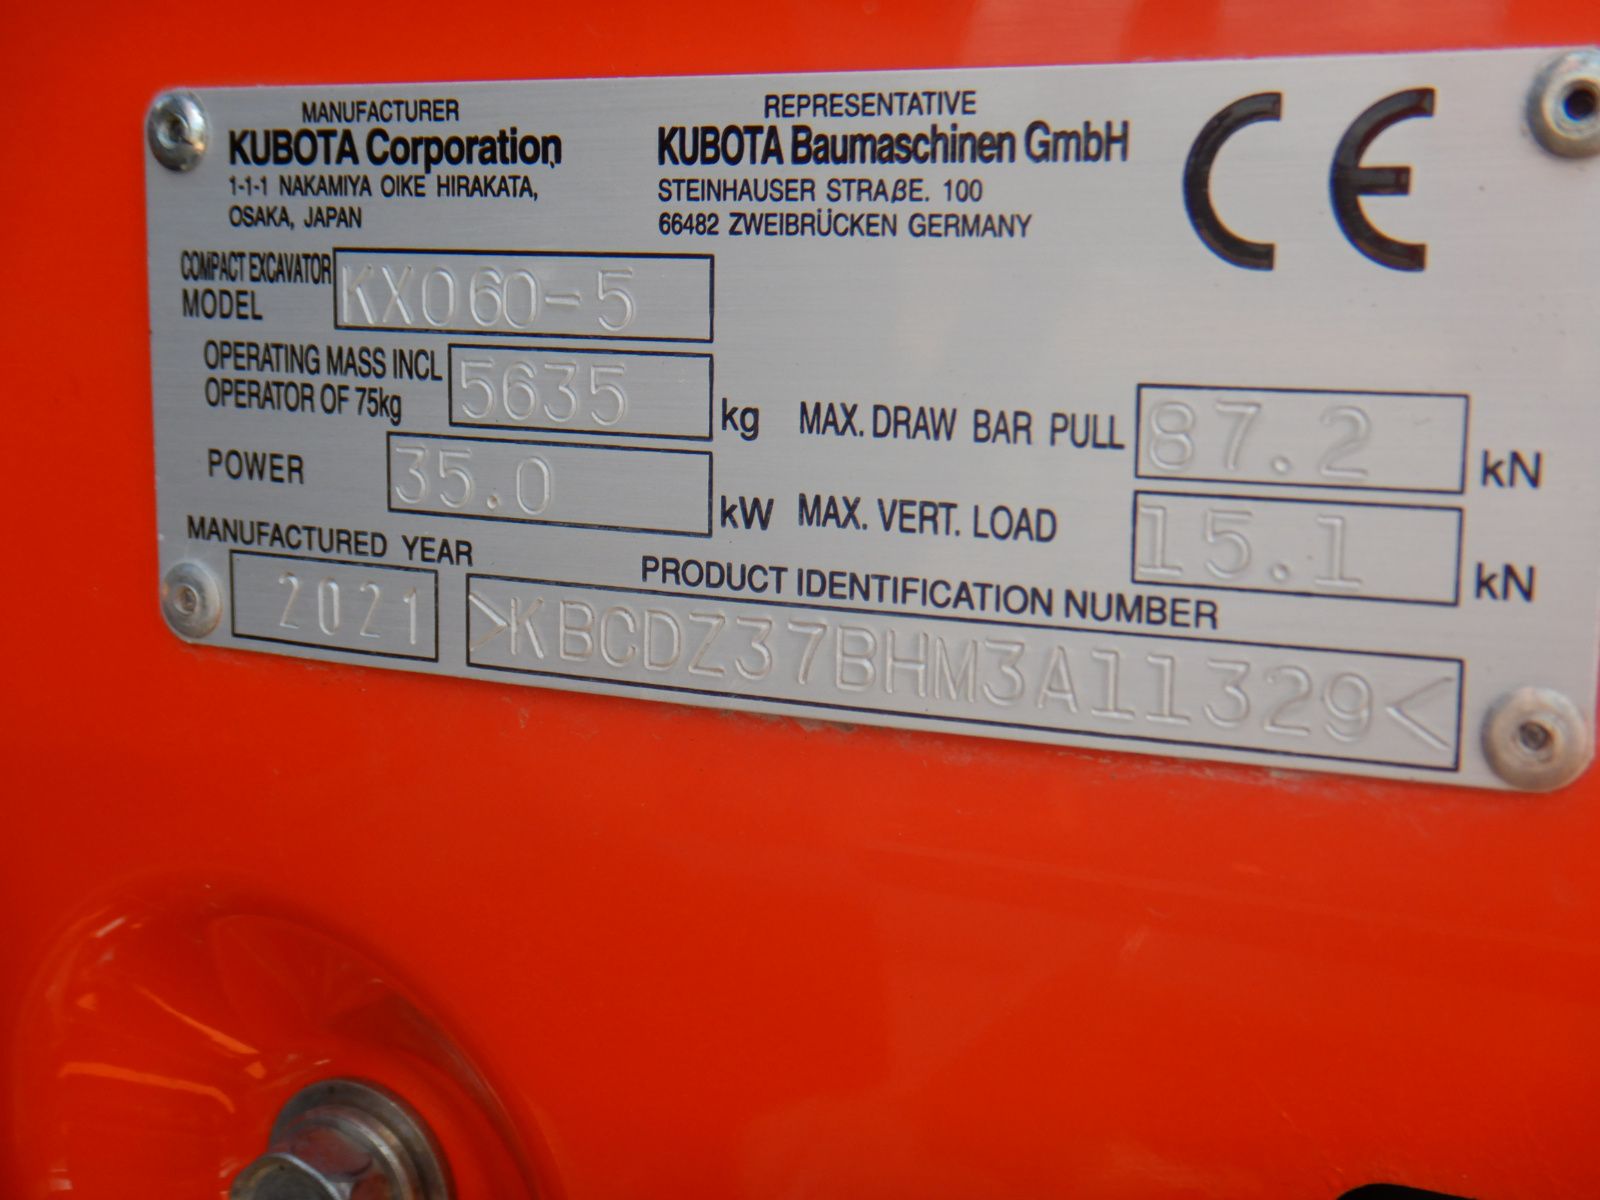 MANUFACTURER
KUBOTA Corporation
1-1-1 NAKAMIYA OIKE HIRAKATA,
OSAKA, JAPAN
REPRESENTATIVE
KUBOTA Baumaschinen GmbH
STEINHAUSER STRAßE. 100
66482 ZWEIBRÜCKEN GERMANY
CE
COMPACT EXCAVATOR
MODEL KX060-5
OPERATING MASS INCL
OPERATOR OF 75kg 5635 kg
POWER 35.0 kW
MAX. DRAW BAR PULL 87.2 kN
MAX. VERT. LOAD 15.1 kN
MANUFACTURED YEAR
2021
PRODUCT IDENTIFICATION NUMBER
>KBCDZ37BHM3A11329<